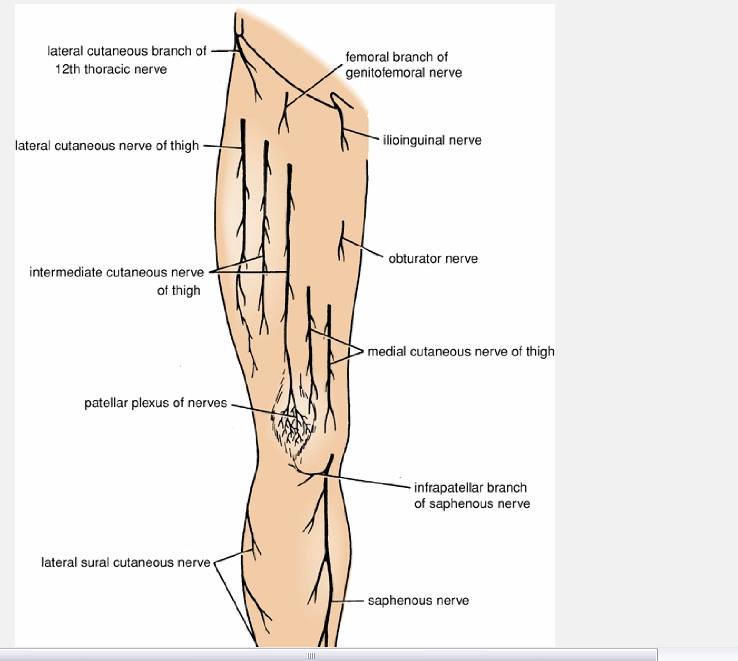 lateral cutaneous branch of
12th thoracic nerve
femoral branch of
genitofemoral nerve
ilioinguinal nerve
lateral cutaneous nerve of thigh
obturator nerve
intermediate cutaneous nerve
of thigh
medial cutaneous nerve of thigh
patellar plexus of nerves
infrapatellar branch
of saphenous nerve
lateral sural cutaneous nerve
saphenous nerve